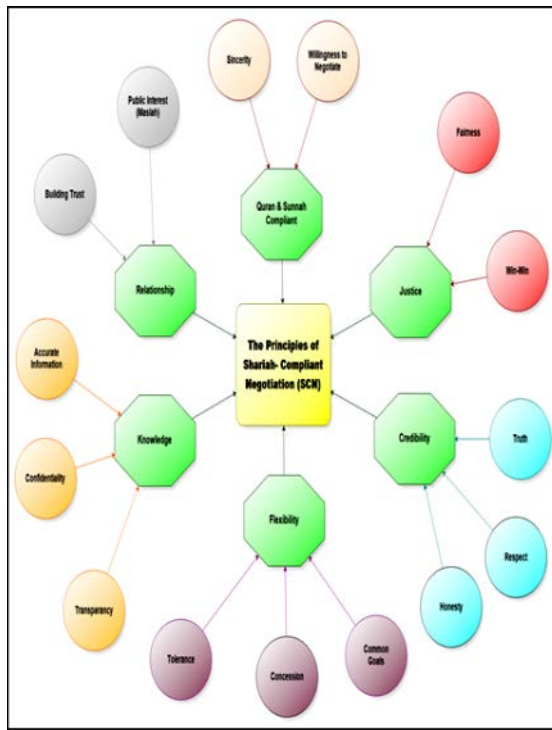 Sincerity
Willingness to
Negotiate
Public Interest
(Maslah)
Fairness
Building Trust
Quran & Sunnah
Compliant
Relationship
Justice
Win-Win
The Principles of
Shariah- Compliant
Negotiation (SCN)
Accurate
Information
Knowledge
Credibility
Truth
Confidentiality
Flexibility
Respect
Transparancy
Honesty
Tolerance
Concession
Common
Goals